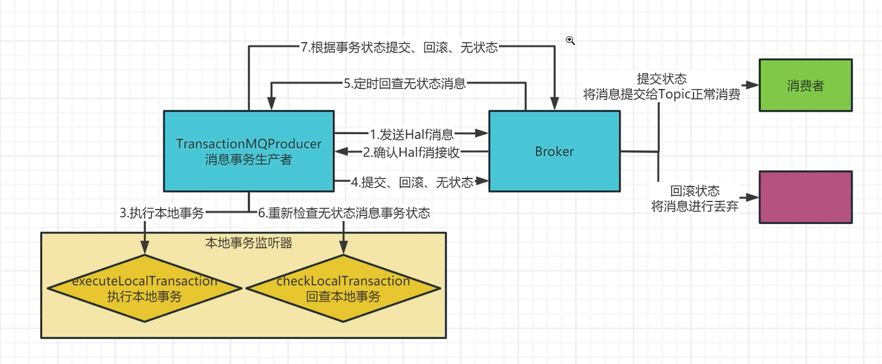 7.根据事务状态提交、回滚、无状态
5.定时回查无状态消息
提交状态
将消息提交给Topic正常消费
消费者
TransactionMQProducer
消息事务生产者
1.发送Half消息
2.确认Half消接收
4.提交、回滚、无状态
Broker
回滚状态
将消息进行丢弃
3.执行本地事务
6.重新检查无状态消息事务状态
本地事务监听器
executeLocalTransaction
执行本地事务
checkLocalTransaction
回查本地事务